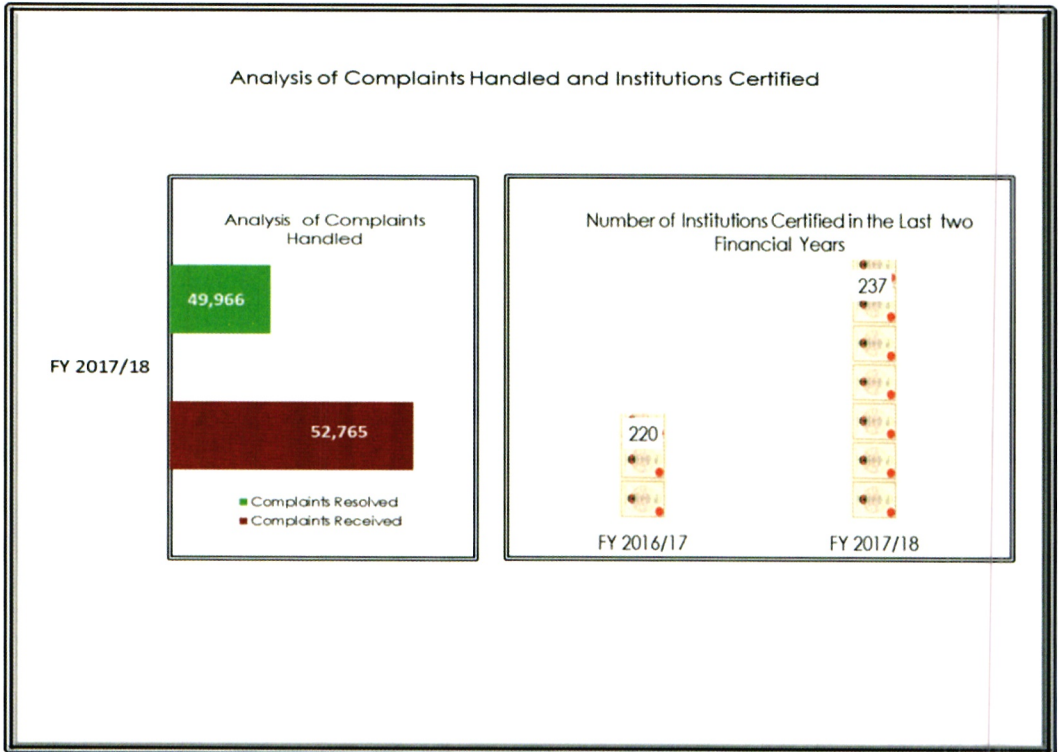 Analysis of Complaints Handled and Institutions Certified
FY 2017/18
Analysis of Complaints
Handled
49,966
52,765
Complaints Resolved
Complaints Received
Number of Institutions Certified in the Last two
Financial Years
220
237
FY 2016/17
FY 2017/18